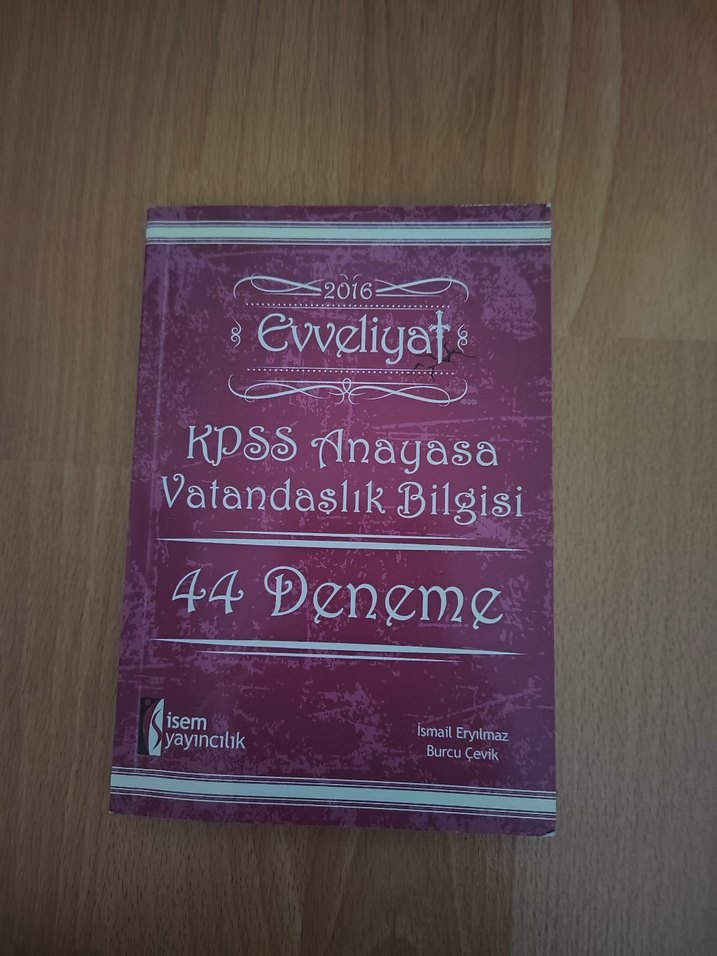 2016
Evveliyat
KPSS Anayasa
Vatandaşlık Bilgisi
44 Deneme
isem
yayıncılık
İsmail Eryılmaz
Burcu Çevik